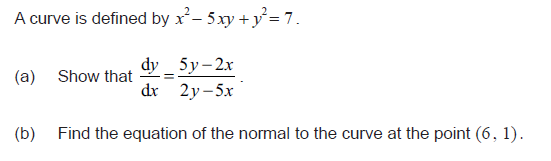 A curve is defined by x² – 5xy + y² = 7.
(a) Show that dy/dx = (5y – 2x)/(2y – 5x).
(b) Find the equation of the normal to the curve at the point (6, 1).